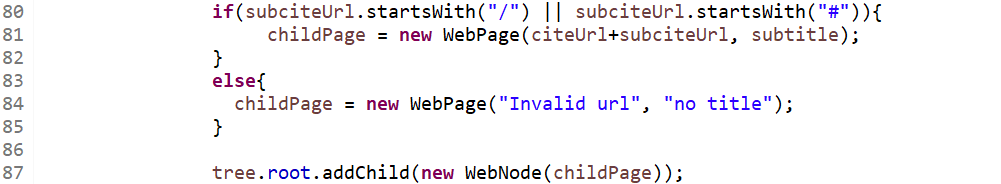 80 if(subciteUrl.startsWith("/") || subciteUrl.startsWith("#")){
81 childPage = new WebPage(citeUrl+subciteUrl, subtitle);
82 }
83 else{
84 childPage = new WebPage("Invalid url", "no title");
85 }
86
87 tree.root.addChild(new WebNode(childPage));